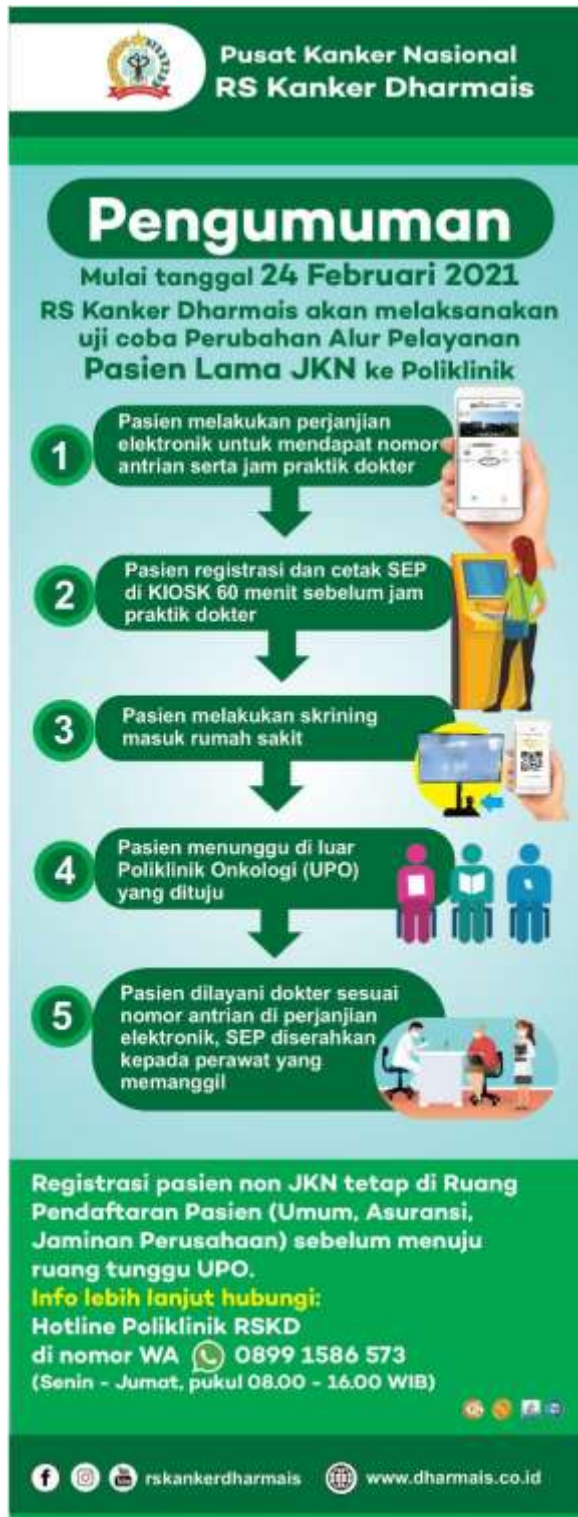 Pusat Kanker Nasional
RS Kanker Dharmais
Pengumuman
Mulai tanggal 24 Februari 2021
RS Kanker Dharmais akan melaksanakan
uji coba Perubahan Alur Pelayanan
Pasien Lama JKN ke Poliklinik
1
Pasien melakukan perjanjian
elektronik untuk mendapat nomor
antrian serta jam praktik dokter
2
Pasien registrasi dan cetak SEP
di KIOSK 60 menit sebelum jam
praktik dokter
3
Pasien melakukan skrining
masuk rumah sakit
4
Pasien menunggu di luar
Poliklinik Onkologi (UPO)
yang dituju
5
Pasien dilayani dokter sesuai
nomor antrian di perjanjian
elektronik, SEP diserahkan
kepada perawat yang
memanggil
Registrasi pasien non JKN tetap di Ruang
Pendaftaran Pasien (Umum, Asuransi,
Jaminan Perusahaan) sebelum menuju
ruang tunggu UPO.
Info lebih lanjut hubungi:
Hotline Poliklinik RSKD
di nomor WA 0899 1586 573
(Senin - Jumat, pukul 08.00 - 16.00 WIB)
rskankerdharmais www.dharmais.co.id